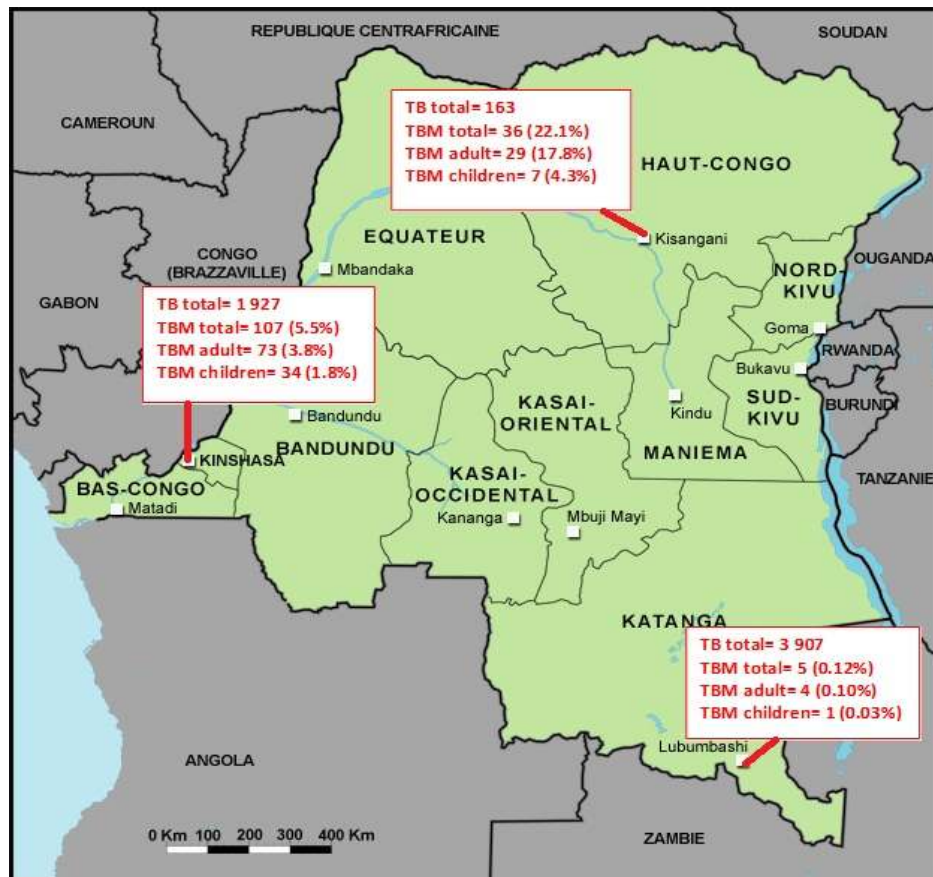 REPUBLIQUE CENTRAFRICAINE
SOUDAN
CAMEROUN
TB total= 163
TBM total= 36 (22.1%)
TBM adult= 29 (17.8%)
TBM children= 7 (4.3%)
HAUT-CONGO
EQUATEUR
Kisangani
CONGO
(BRAZZAVILLE)
Mbandaka
NORD-
KIVU
OUGANDA
GABON
TB total= 1 927
TBM total= 107 (5.5%)
TBM adult= 73 (3.8%)
TBM children= 34 (1.8%)
Goma
RWANDA
Bukavu
BURUNDI
Bandundu
KASAI-
ORIENTAL
Kindu
SUD-
KIVU
BANDUNDU
MANIEMA
KINSHASA
KASAI-
OCCIDENTAL
TANZANIE
BAS-CONGO
Matadi
Kananga
Mbuji Mayi
KATANGA
TB total= 3 907
TBM total= 5 (0.12%)
TBM adult= 4 (0.10%)
TBM children= 1 (0.03%)
Lubumbashi
ANGOLA
0 Km 100 200 300 400 Km
ZAMBIE